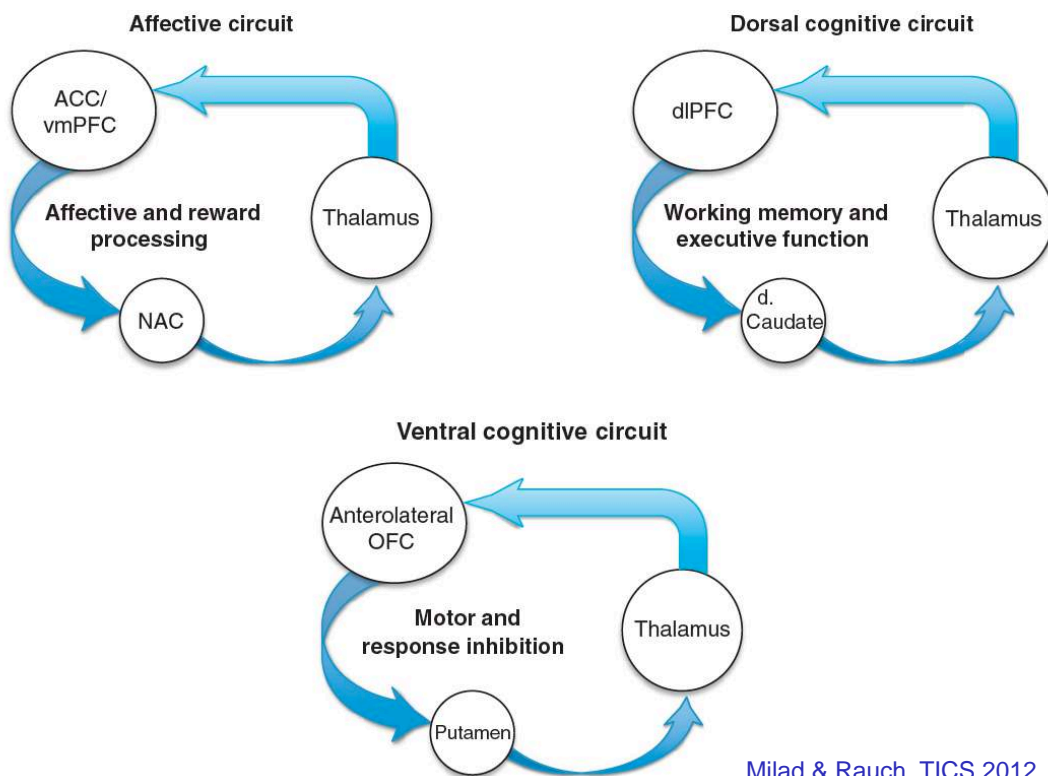 Affective circuit
ACC/
vmPFC
Thalamus
Affective and reward
processing
NAC
Dorsal cognitive circuit
dlPFC
Thalamus
Working memory and
executive function
d.
Caudate
Ventral cognitive circuit
Anterolateral
OFC
Thalamus
Motor and
response inhibition
Putamen
Milad & Rauch, TICS 2012